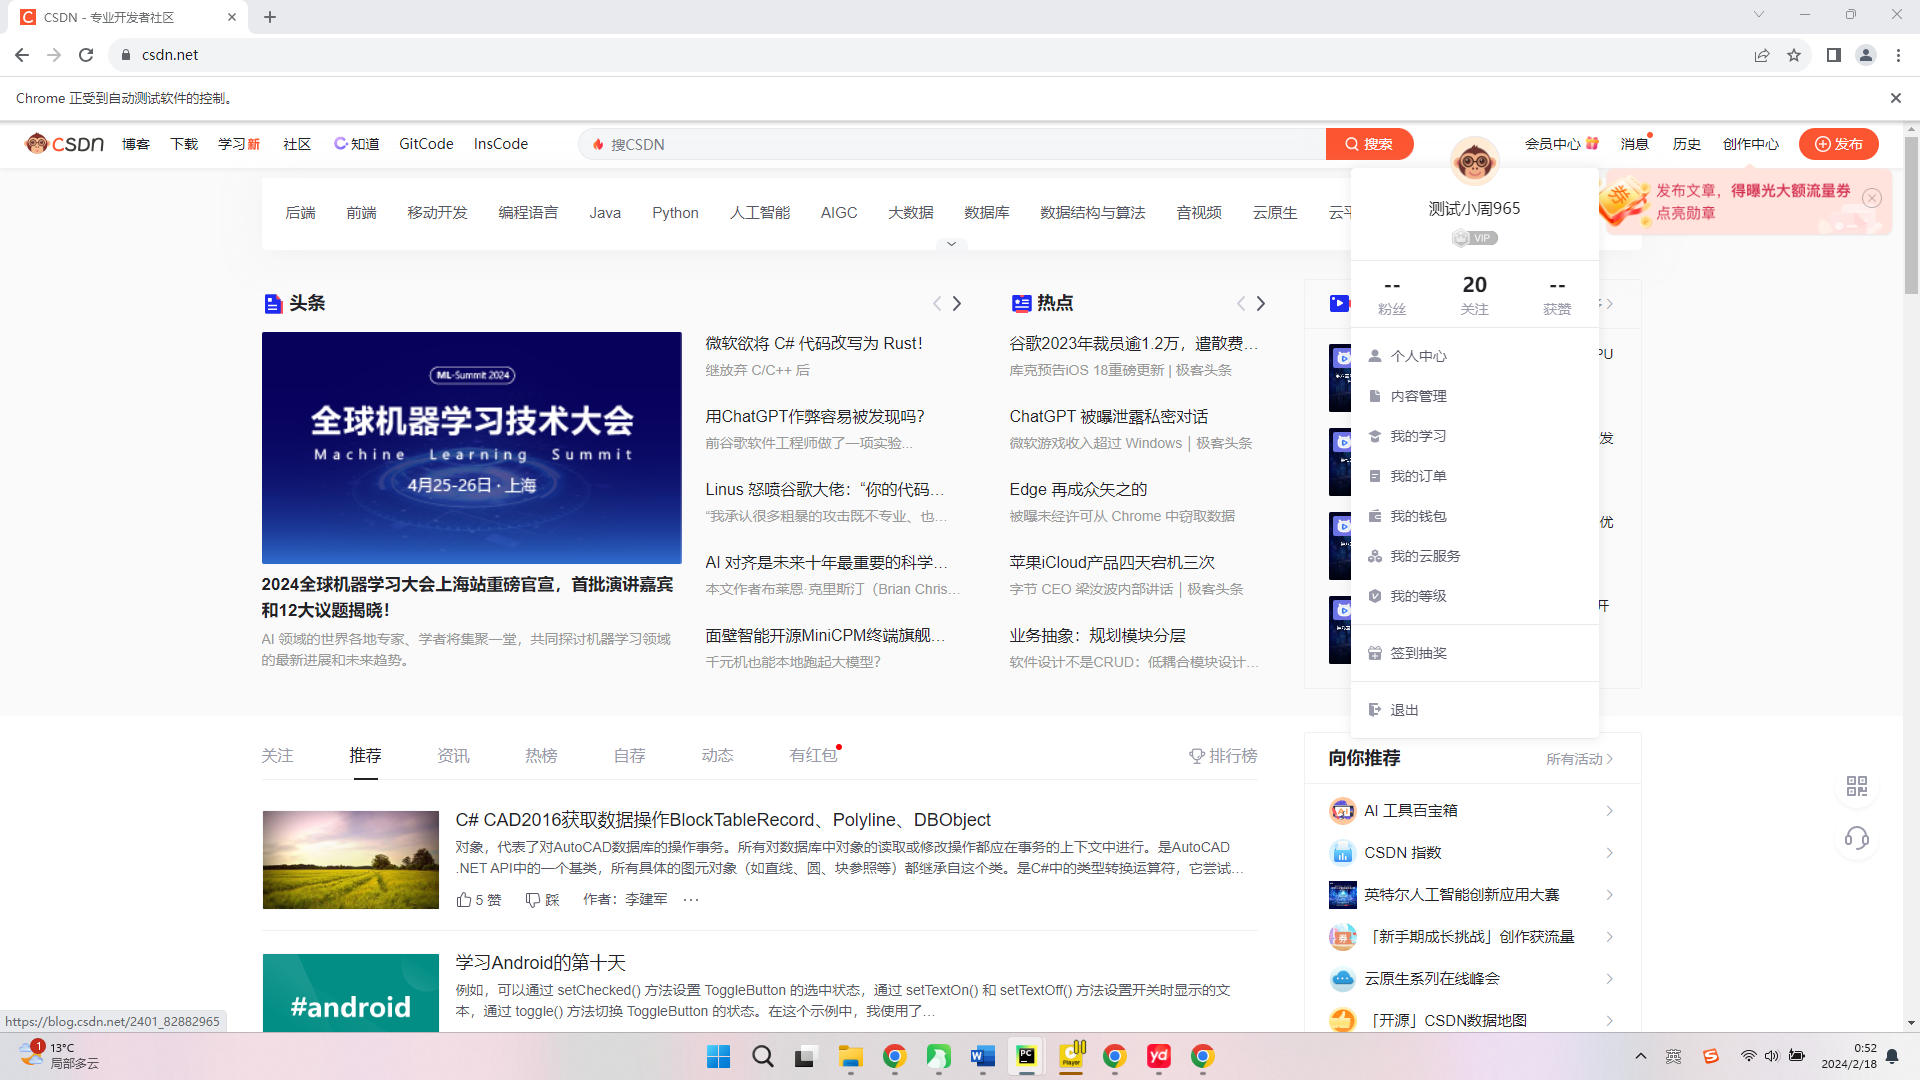 CSDN - 专业开发者社区
csdn.net
Chrome 正受到自动测试软件的控制。
CSDN 博客 下载 学习新 社区 C知道 GitCode InsCode 搜CSDN 搜索 会员中心 消息 历史 创作中心 发布
后端 前端 移动开发 编程语言 Java Python 人工智能 AIGC 大数据 数据库 数据结构与算法 音视频 云原生 云平
发布文章，得曝光大额流量券
点亮勋章
测试小周965
VIP
-- 20 --
粉丝 关注 获赞
个人中心
内容管理
我的学习
我的订单
我的钱包
我的云服务
我的等级
签到抽奖
退出
头条
ML-Summit 2024
全球机器学习技术大会
Machine Learning Summit
4月25-26日·上海
2024全球机器学习大会上海站重磅官宣，首批演讲嘉宾
和12大议题揭晓！
AI 领域的世界各地专家、学者将集聚一堂，共同探讨机器学习领域
的最新进展和未来趋势。
微软欲将 C# 代码改写为 Rust！
继放弃 C/C++ 后
用ChatGPT作弊容易被发现吗？
前谷歌软件工程师做了一项实验...
Linus 怒喷谷歌大佬：“你的代码...
“我承认很多粗暴的攻击既不专业、也...
AI 对齐是未来十年最重要的科学...
本文作者布莱恩·克里斯汀（Brian Chris...
面壁智能开源MiniCPM终端旗舰...
千元机也能本地跑起大模型？
热点
谷歌2023年裁员逾1.2万，遣散费...
库克预告iOS 18重磅更新 | 极客头条
ChatGPT 被曝泄露私密对话
微软游戏收入超过 Windows｜极客头条
Edge 再成众矢之的
被曝未经许可从 Chrome 中窃取数据
苹果iCloud产品四天宕机三次
字节 CEO 梁汝波内部讲话｜极客头条
业务抽象：规划模块分层
软件设计不是CRUD：低耦合模块设计...
PU
发
优
开
关注 推荐 资讯 热榜 自荐 动态 有红包 排行榜
C# CAD2016获取数据操作BlockTableRecord、Polyline、DBObject
对象，代表了对AutoCAD数据库的操作事务。所有对数据库中对象的读取或修改操作都应在事务的上下文中进行。是AutoCAD
.NET API中的一个基类，所有具体的图元对象（如直线、圆、块参照等）都继承自这个类。是C#中的类型转换运算符，它尝试...
5 赞 踩 作者：李建军 ...
#android
学习Android的第十天
例如，可以通过 setChecked() 方法设置 ToggleButton 的选中状态，通过 setTextOn() 和 setTextOff() 方法设置开关时显示的文
本，通过 toggle() 方法切换 ToggleButton 的状态。在这个示例中，我使用了...
向你推荐 所有活动
AI 工具百宝箱
CSDN 指数
英特尔人工智能创新应用大赛
「新手期成长挑战」创作获流量
云原生系列在线峰会
「开源」CSDN数据地图
https://blog.csdn.net/2401_82882965
1
13°C
局部多云
英
0:52
2024/2/18